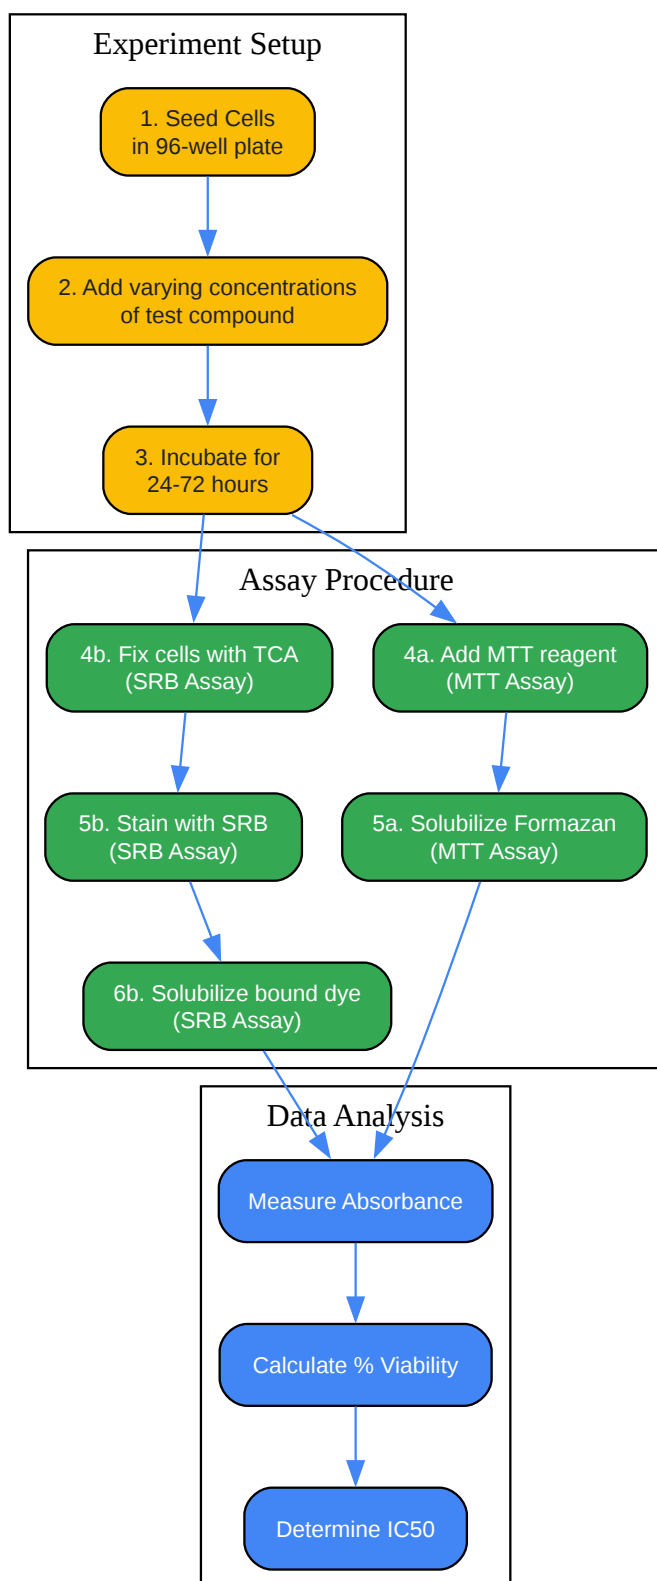 Experiment Setup
1. Seed Cells
in 96-well plate
2. Add varying concentrations
of test compound
3. Incubate for
24-72 hours
Assay Procedure
4b. Fix cells with TCA
(SRB Assay)
4a. Add MTT reagent
(MTT Assay)
5b. Stain with SRB
(SRB Assay)
5a. Solubilize Formazan
(MTT Assay)
6b. Solubilize bound dye
(SRB Assay)
Data Analysis
Measure Absorbance
Calculate % Viability
Determine IC50